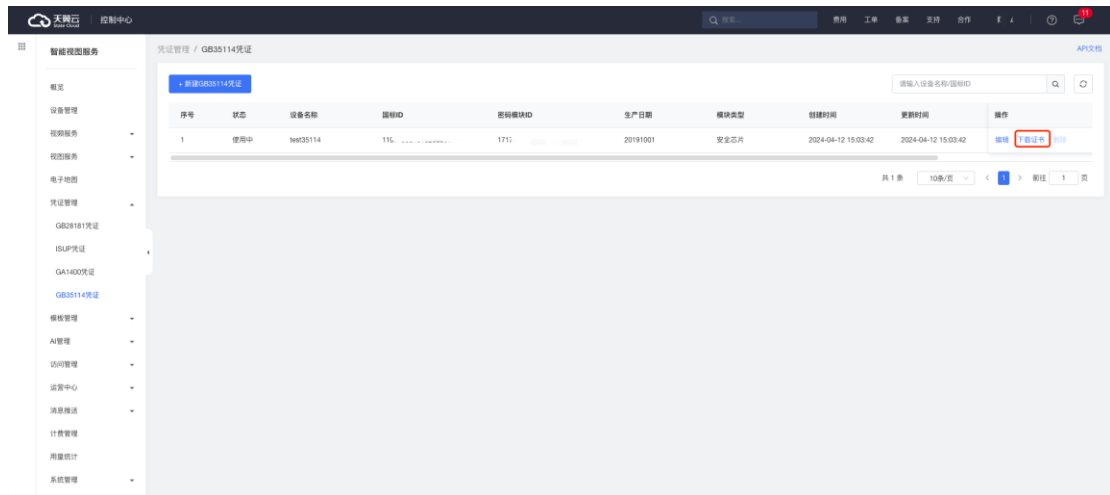 天翼云 State Cloud 控制中心 搜索... 费用 工单 备案 支持 合作 11
智能视图服务 凭证管理 / GB35114凭证 API文档
概览
设备管理
视频服务
视图服务
电子地图
凭证管理
GB28181凭证
ISUP凭证
GA1400凭证
GB35114凭证
模板管理
AI管理
访问管理
运营中心
消息推送
计费管理
用量统计
系统管理
+ 新建GB35114凭证 请输入设备名称/国标ID
序号 状态 设备名称 国标ID 密码模块ID 生产日期 模块类型 创建时间 更新时间 操作
1 使用中 test35114 20191001 安全芯片 2024-04-12 15:03:42 2024-04-12 15:03:42 编辑 下载证书 删除
共 1 条 10条/页 1 前往 1 页